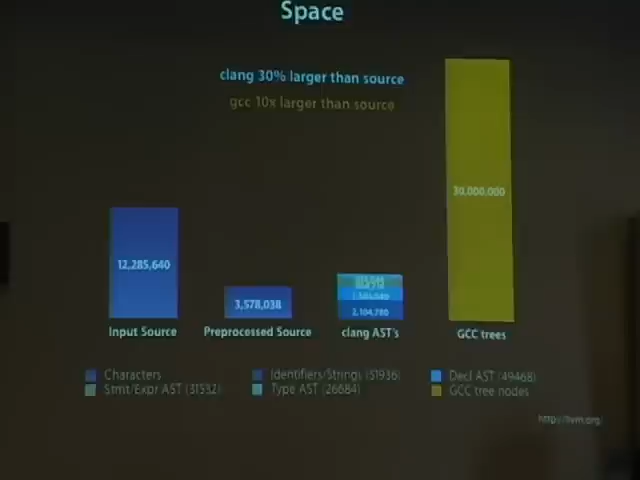 Space
clang 30% larger than source
gcc 10x larger than source
30,000,000
12,285,640
3,578,038
2,104,780
Input Source
Preprocessed Source
clang AST's
GCC trees
Characters
Identifiers/Strings (51936)
Decl AST (49468)
Stmt/Expr AST (31532)
Type AST (26684)
GCC tree nodes
http://llvm.org/